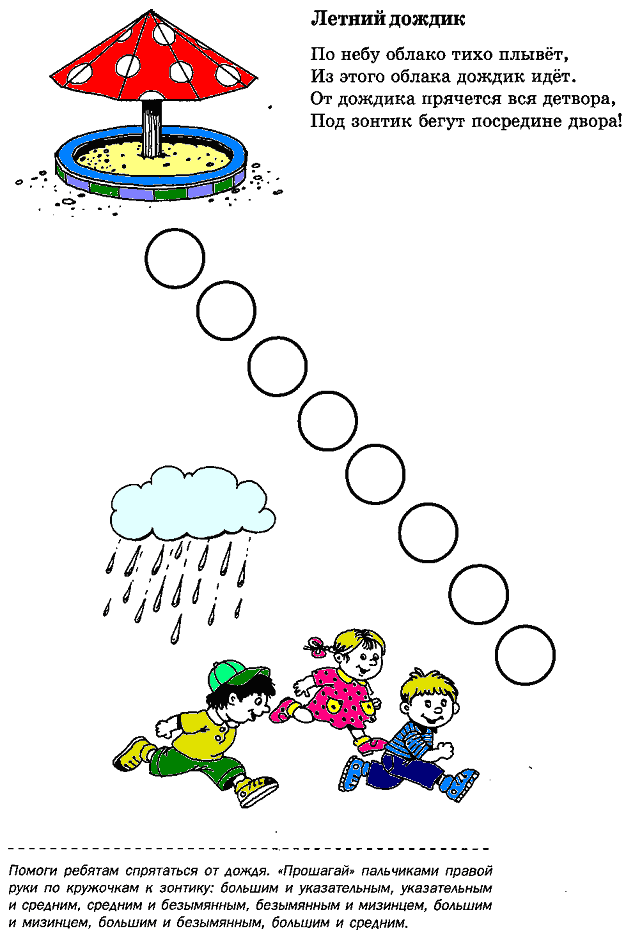 Летний дождик
По небу облако тихо плывёт,
Из этого облака дождик идёт.
От дождика прячется вся детвора,
Под зонтик бегут посредине двора!
Помоги ребятам спрятаться от дождя. «Прошагай» пальчиками правой
руки по кружочкам к зонтику: большим и указательным, указательным
и средним, средним и безымянным, безымянным и мизинцем, большим
и мизинцем, большим и безымянным, большим и средним.